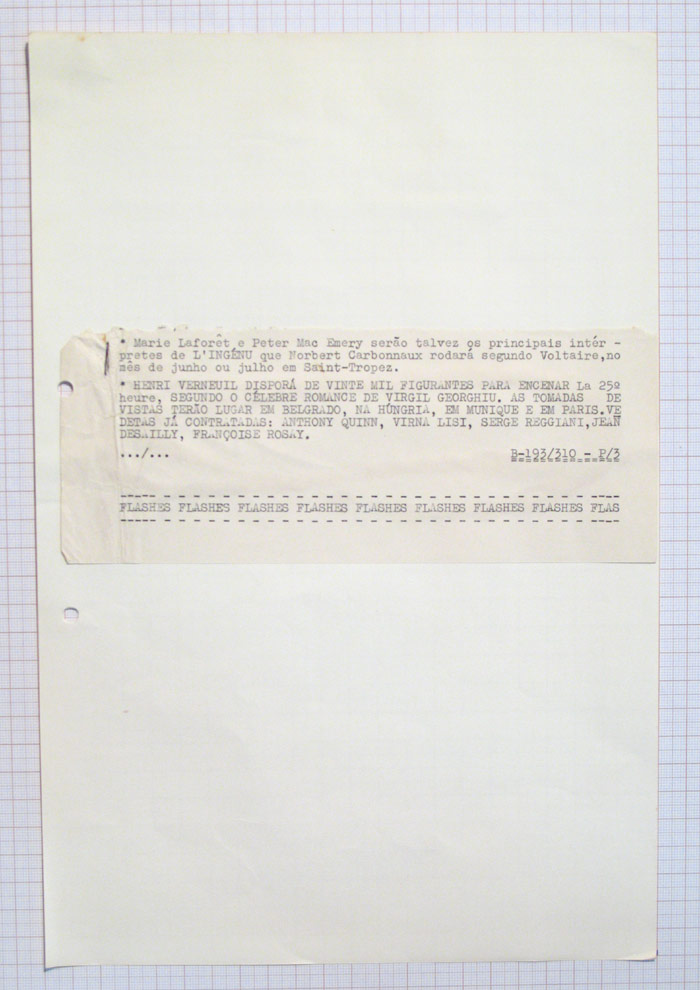 * Marie Laforêt e Peter Mac Emery serão talvez os principais intér -
pretes de L'INGÉNU que Norbert Carbonnaux rodará segundo Voltaire,no
mês de junho ou julho em Saint-Tropez.
* HENRI VERNEUIL DISPORÁ DE VINTE MIL FIGURANTES PARA ENCENAR La 25ª
heure, SEGUNDO O CÉLEBRE ROMANCE DE VIRGIL GEORGHIU. AS TOMADAS DE
VISTAS TERÃO LUGAR EM BELGRADO, NA HÚNGRIA, EM MUNIQUE E EM PARIS.VE
DETAS JÁ CONTRATADAS: ANTHONY QUINN, VIRNA LISI, SERGE REGGIANI,JEAN
DESAILLY, FRANÇOISE ROSAY.
.../... B-193/310 - P/3
FLASHES FLASHES FLASHES FLASHES FLASHES FLASHES FLASHES FLASHES FLAS